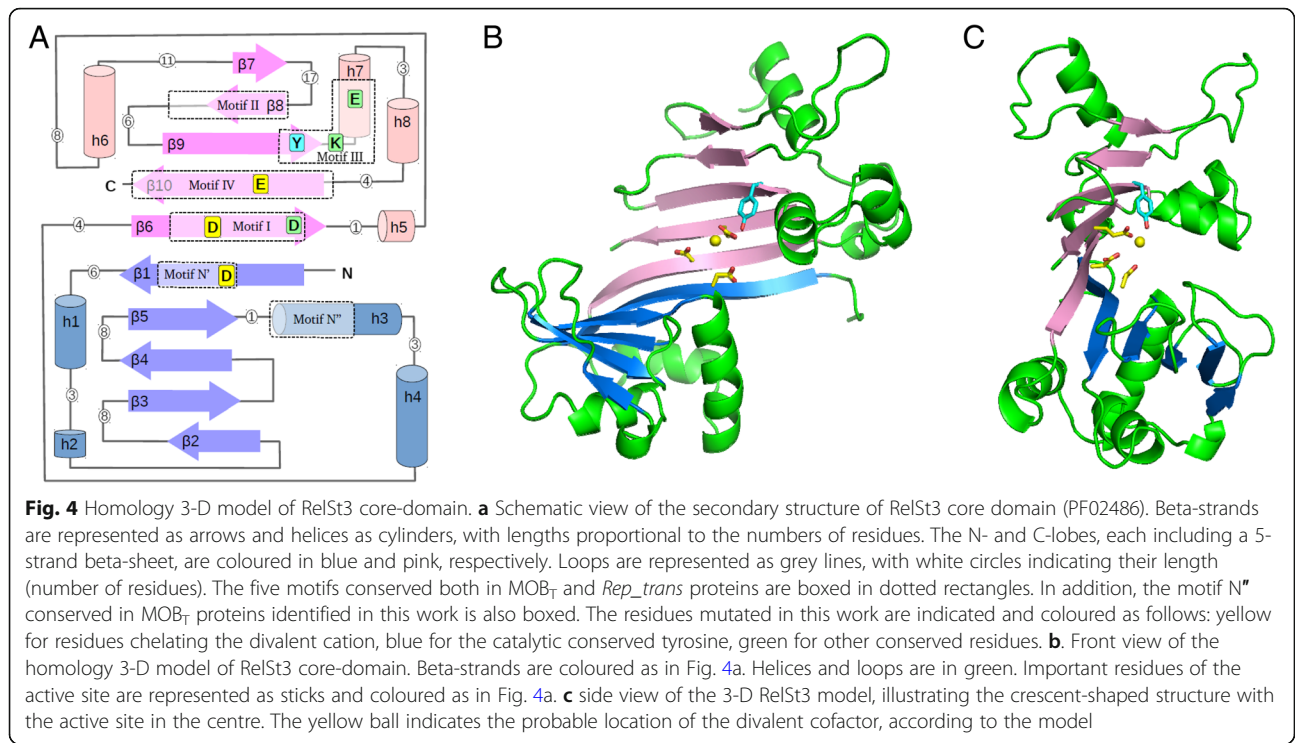 A
B
C
11
β7
h7
3
17
E
Motif II β8
h6
6
h8
8
β9
Y
K
Motif III
C
β10 Motif IV
E
4
4
β6
D
Motif I
D
1
h5
6
β1
Motif N'
D
N
h1
β5
1
Motif N"
h3
8
3
β4
3
β3
h4
8
β2
h2
Fig. 4 Homology 3-D model of RelSt3 core-domain. a Schematic view of the secondary structure of RelSt3 core domain (PF02486). Beta-strands
are represented as arrows and helices as cylinders, with lengths proportional to the numbers of residues. The N- and C-lobes, each including a 5-
strand beta-sheet, are coloured in blue and pink, respectively. Loops are represented as grey lines, with white circles indicating their length
(number of residues). The five motifs conserved both in MOBT and Rep_trans proteins are boxed in dotted rectangles. In addition, the motif N"
conserved in MOBT proteins identified in this work is also boxed. The residues mutated in this work are indicated and coloured as follows: yellow
for residues chelating the divalent cation, blue for the catalytic conserved tyrosine, green for other conserved residues. b. Front view of the
homology 3-D model of RelSt3 core-domain. Beta-strands are coloured as in Fig. 4a. Helices and loops are in green. Important residues of the
active site are represented as sticks and coloured as in Fig. 4a. c side view of the 3-D RelSt3 model, illustrating the crescent-shaped structure with
the active site in the centre. The yellow ball indicates the probable location of the divalent cofactor, according to the model